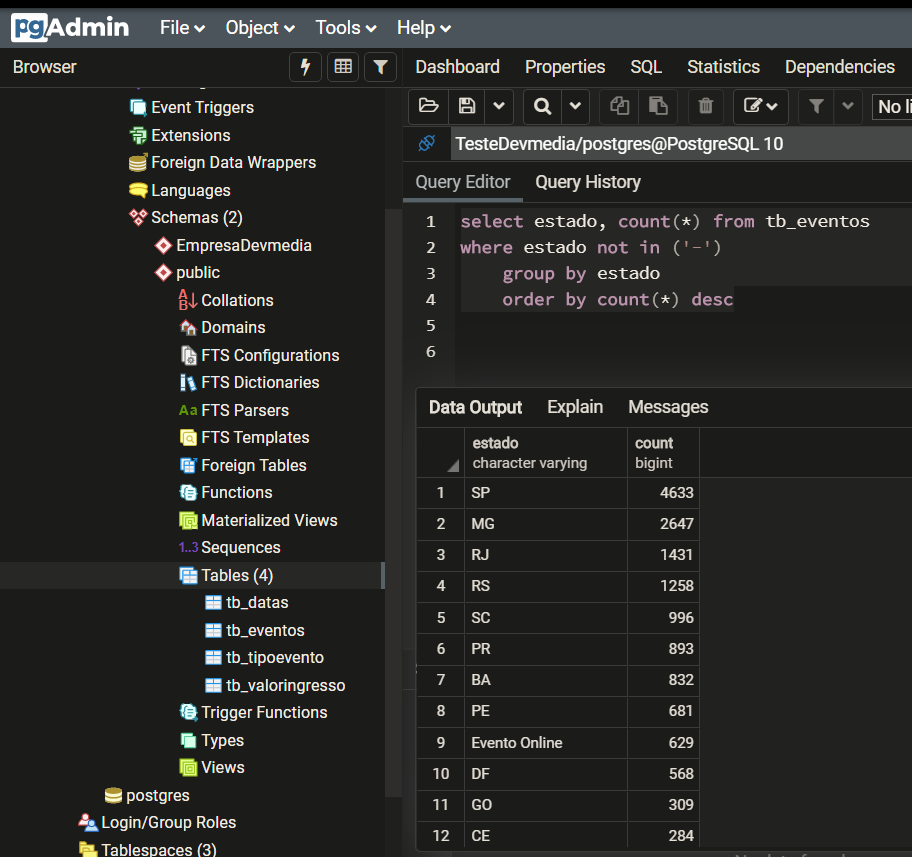 pgAdmin File Object Tools Help
Browser
Dashboard Properties SQL Statistics Dependencies
No li
TesteDevmedia/postgres@PostgreSQL 10
Query Editor Query History
Event Triggers
Extensions
Foreign Data Wrappers
Languages
Schemas (2)
EmpresaDevmedia
public
Collations
Domains
FTS Configurations
FTS Dictionaries
Aa FTS Parsers
FTS Templates
Foreign Tables
Functions
Materialized Views
1..3 Sequences
Tables (4)
tb_datas
tb_eventos
tb_tipoevento
tb_valoringresso
Trigger Functions
Types
Views
postgres
Login/Group Roles
Tablespaces (3)
1 select estado, count(*) from tb_eventos
2 where estado not in ('-')
3 group by estado
4 order by count(*) desc
5
6
Data Output Explain Messages
estado count
character varying bigint
1 SP 4633
2 MG 2647
3 RJ 1431
4 RS 1258
5 SC 996
6 PR 893
7 BA 832
8 PE 681
9 Evento Online 629
10 DF 568
11 GO 309
12 CE 284